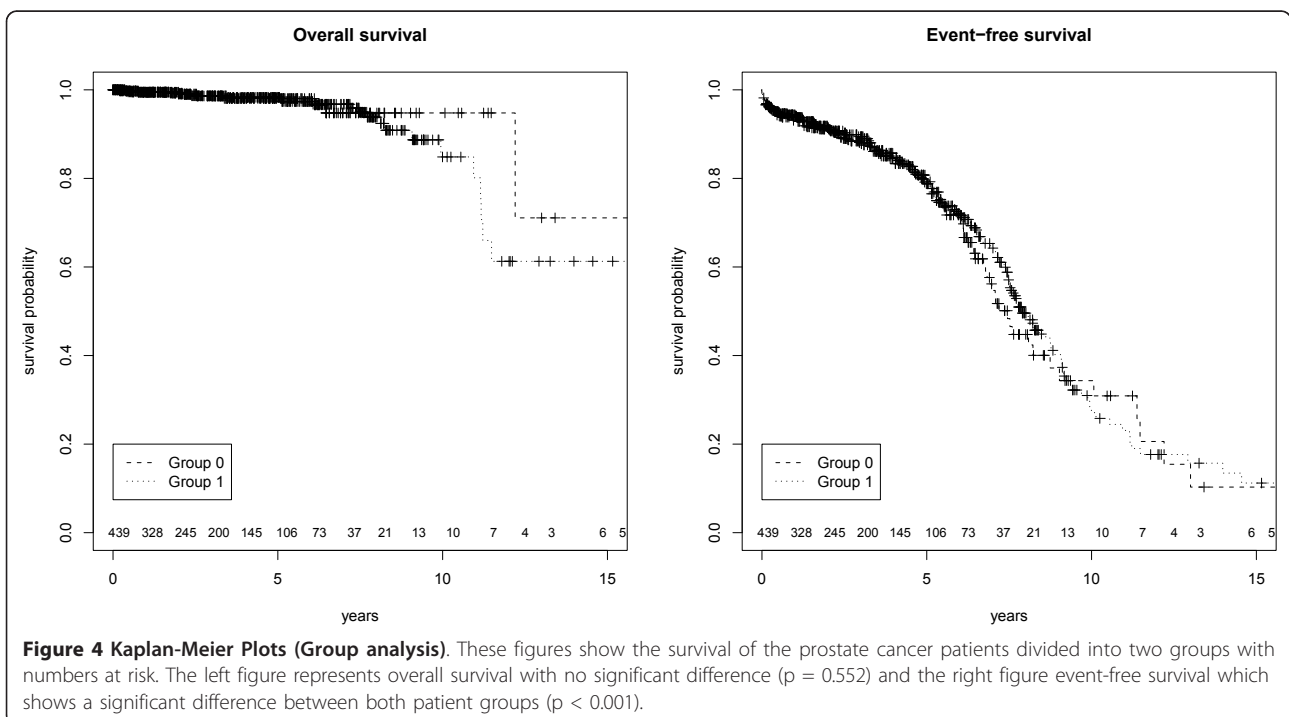 Overall survival
1.0
0.8
0.6
0.4
0.2
0.0
survival probability
Group 0
Group 1
439 328 245 200 145 106 73 37 21 13 10 7 4 3 6 5
0 5 10 15
years
Event−free survival
1.0
0.8
0.6
0.4
0.2
0.0
survival probability
Group 0
Group 1
439 328 245 200 145 106 73 37 21 13 10 7 4 3 6 5
0 5 10 15
years
Figure 4 Kaplan-Meier Plots (Group analysis). These figures show the survival of the prostate cancer patients divided into two groups with
numbers at risk. The left figure represents overall survival with no significant difference (p = 0.552) and the right figure event-free survival which
shows a significant difference between both patient groups (p < 0.001).